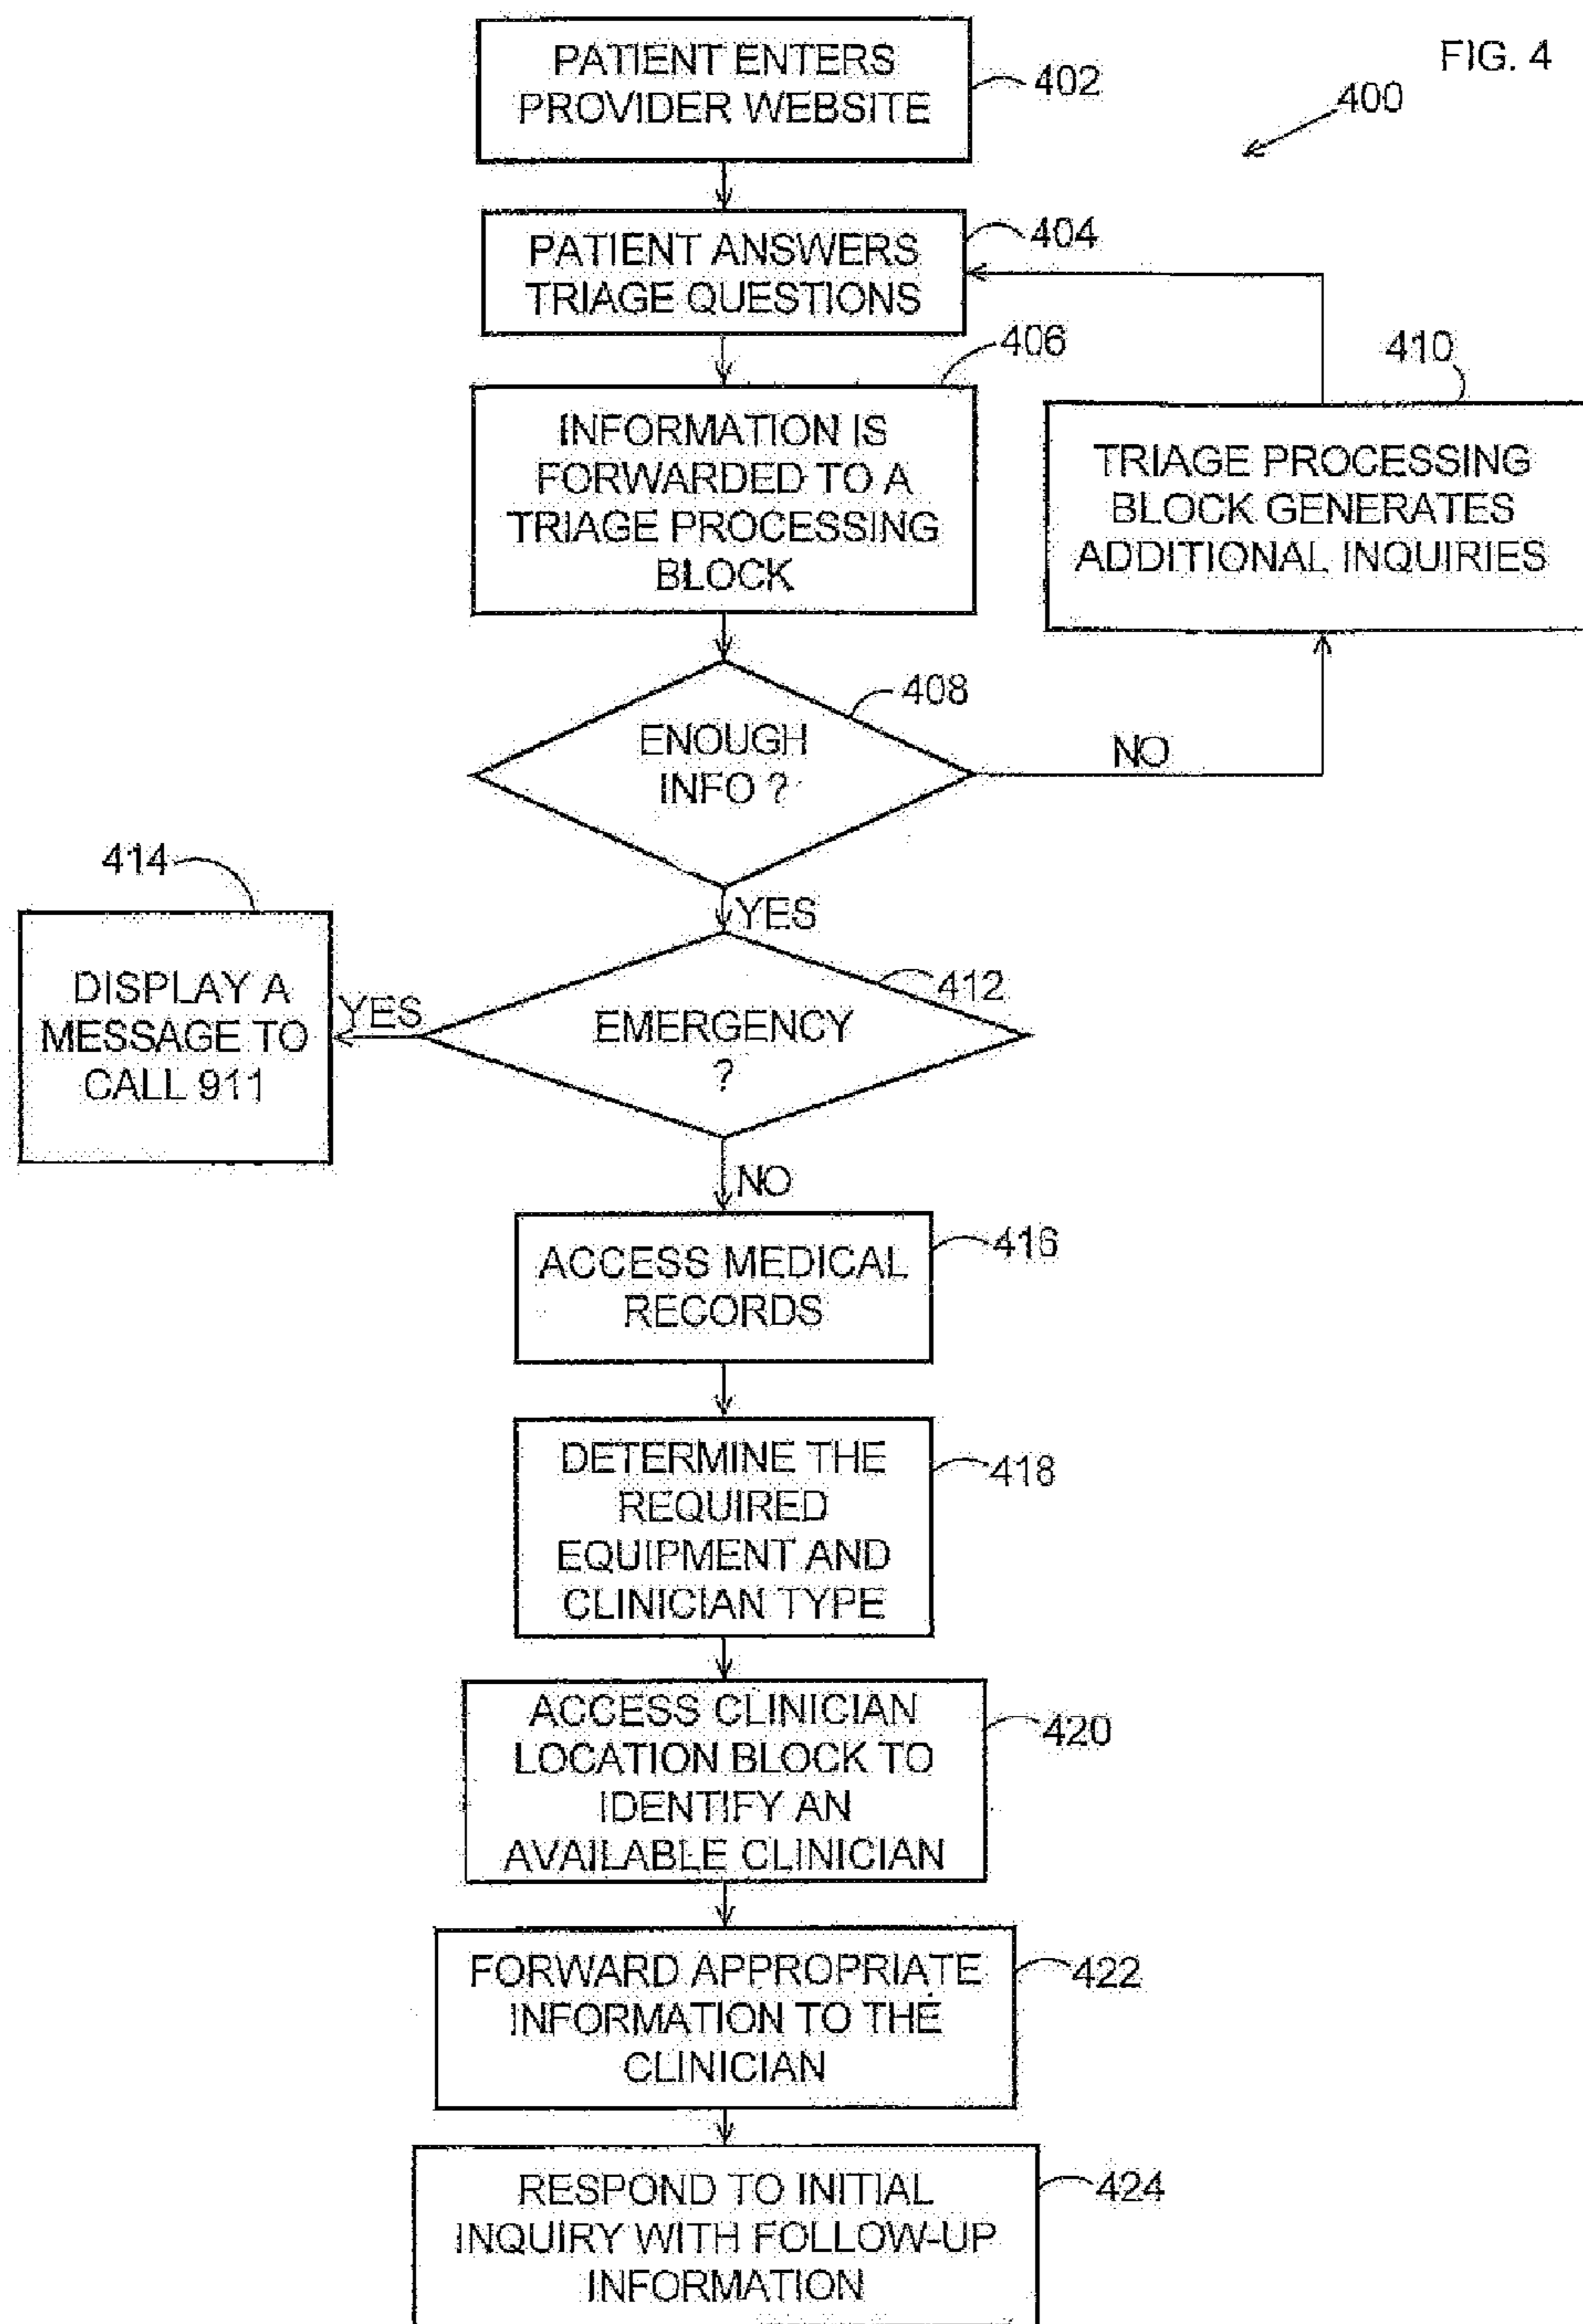 FIG. 4
400
PATIENT ENTERS
PROVIDER WEBSITE
402
PATIENT ANSWERS
TRIAGE QUESTIONS
404
INFORMATION IS
FORWARDED TO A
TRIAGE PROCESSING
BLOCK
406
410
TRIAGE PROCESSING
BLOCK GENERATES
ADDITIONAL INQUIRIES
ENOUGH
INFO ?
408
NO
YES
414
DISPLAY A
MESSAGE TO
CALL 911
YES
EMERGENCY
?
412
NO
ACCESS MEDICAL
RECORDS
416
DETERMINE THE
REQUIRED
EQUIPMENT AND
CLINICIAN TYPE
418
ACCESS CLINICIAN
LOCATION BLOCK TO
IDENTIFY AN
AVAILABLE CLINICIAN
420
FORWARD APPROPRIATE
INFORMATION TO THE
CLINICIAN
422
RESPOND TO INITIAL
INQUIRY WITH FOLLOW-UP
INFORMATION
424